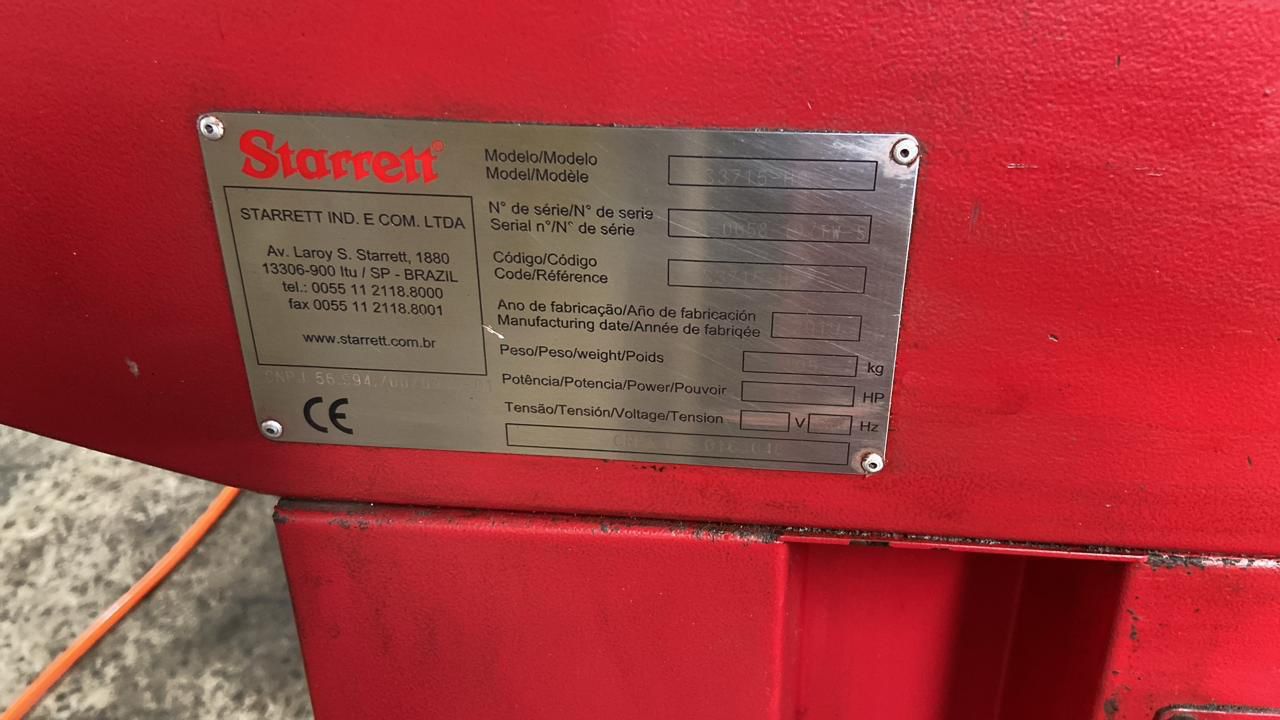 Starrett
STARRETT IND. E COM. LTDA
Av. Laroy S. Starrett, 1880
13306-900 Itu / SP - BRAZIL
tel.: 0055 11 2118.8000
fax 0055 11 2118.8001
www.starrett.com.br
CNPJ
CE
Modelo/Modelo
Model/Modèle
N° de série/N° de serie
Serial n°/N° de série
Código/Código
Code/Référence
Ano de fabricação/Año de fabricación
Manufacturing date/Année de fabriqée
Peso/Peso/weight/Poids kg
Potência/Potencia/Power/Pouvoir HP
Tensão/Tensión/Voltage/Tension V Hz